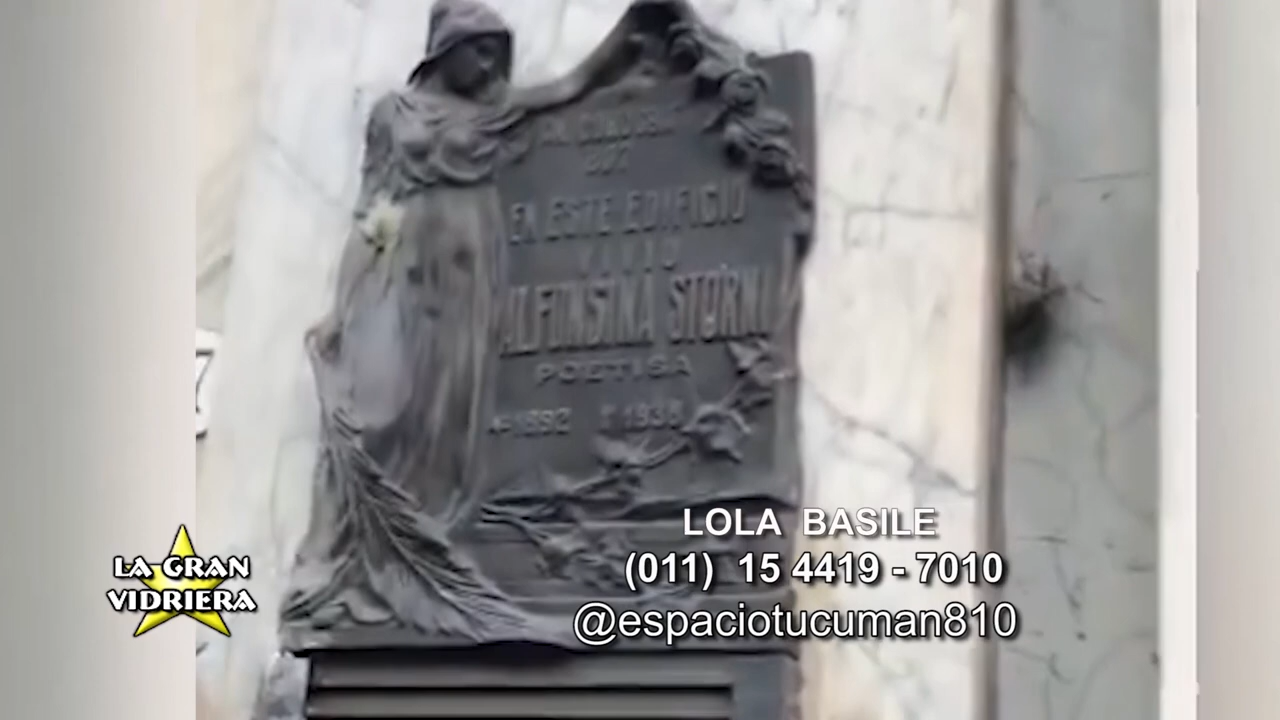 EN ESTE EDIFICIO
VIVIO
ALFONSINA STORNI
POETISA
1892 † 1938
LOLA BASILE
(011) 15 4419 - 7010
@espaciotucuman810
LA GRAN
VIDRIERA